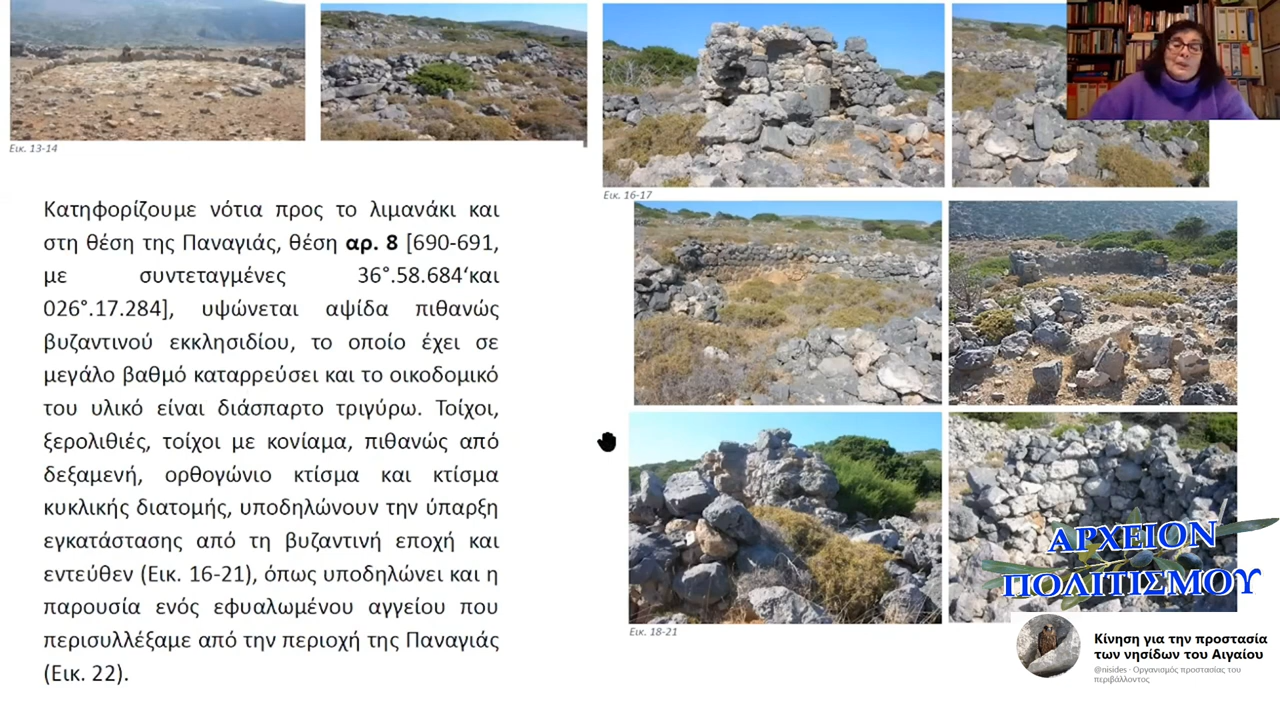 Εικ. 13-14
Εικ. 16-17
Κατηφορίζουμε νότια προς το λιμανάκι και
στη θέση της Παναγιάς, θέση αρ. 8 [690-691,
με συντεταγμένες 36°.58.684‘και
026°.17.284], υψώνεται αψίδα πιθανώς
βυζαντινού εκκλησιδίου, το οποίο έχει σε
μεγάλο βαθμό καταρρεύσει και το οικοδομικό
του υλικό είναι διάσπαρτο τριγύρω. Τοίχοι,
ξερολιθιές, τοίχοι με κονίαμα, πιθανώς από
δεξαμενή, ορθογώνιο κτίσμα και κτίσμα
κυκλικής διατομής, υποδηλώνουν την ύπαρξη
εγκατάστασης από τη βυζαντινή εποχή και
εντεύθεν (Εικ. 16-21), όπως υποδηλώνει και η
παρουσία ενός εφυαλωμένου αγγείου που
περισυλλέξαμε από την περιοχή της Παναγιάς
(Εικ. 22).
Εικ. 18-21
ΑΡΧΕΙΟΝ
ΠΟΛΙΤΙΣΜΟΥ
Κίνηση για την προστασία
των νησίδων του Αιγαίου
@nisides · Οργανισμός προστασίας του
περιβάλλοντος